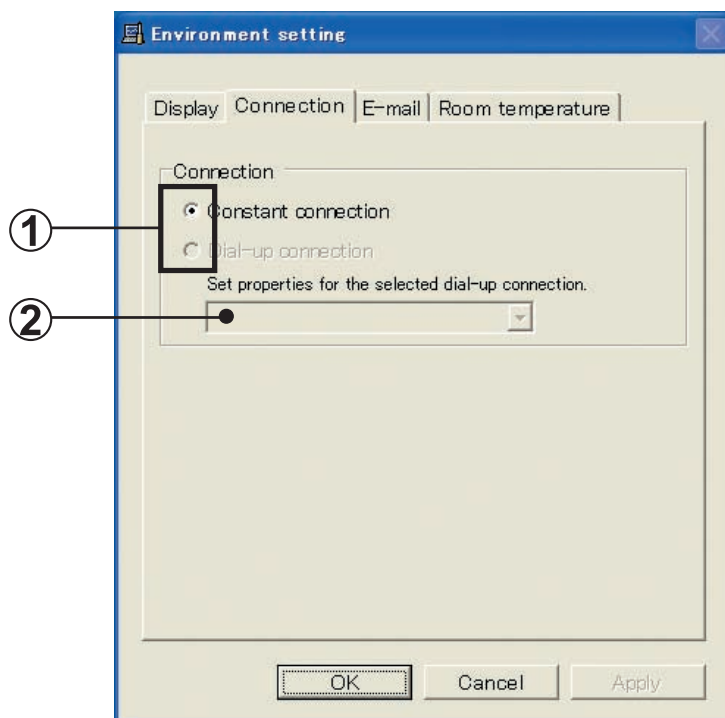 Environment setting
Display Connection E-mail Room temperature
Connection
1
Constant connection
Dial-up connection
Set properties for the selected dial-up connection.
2
OK Cancel Apply